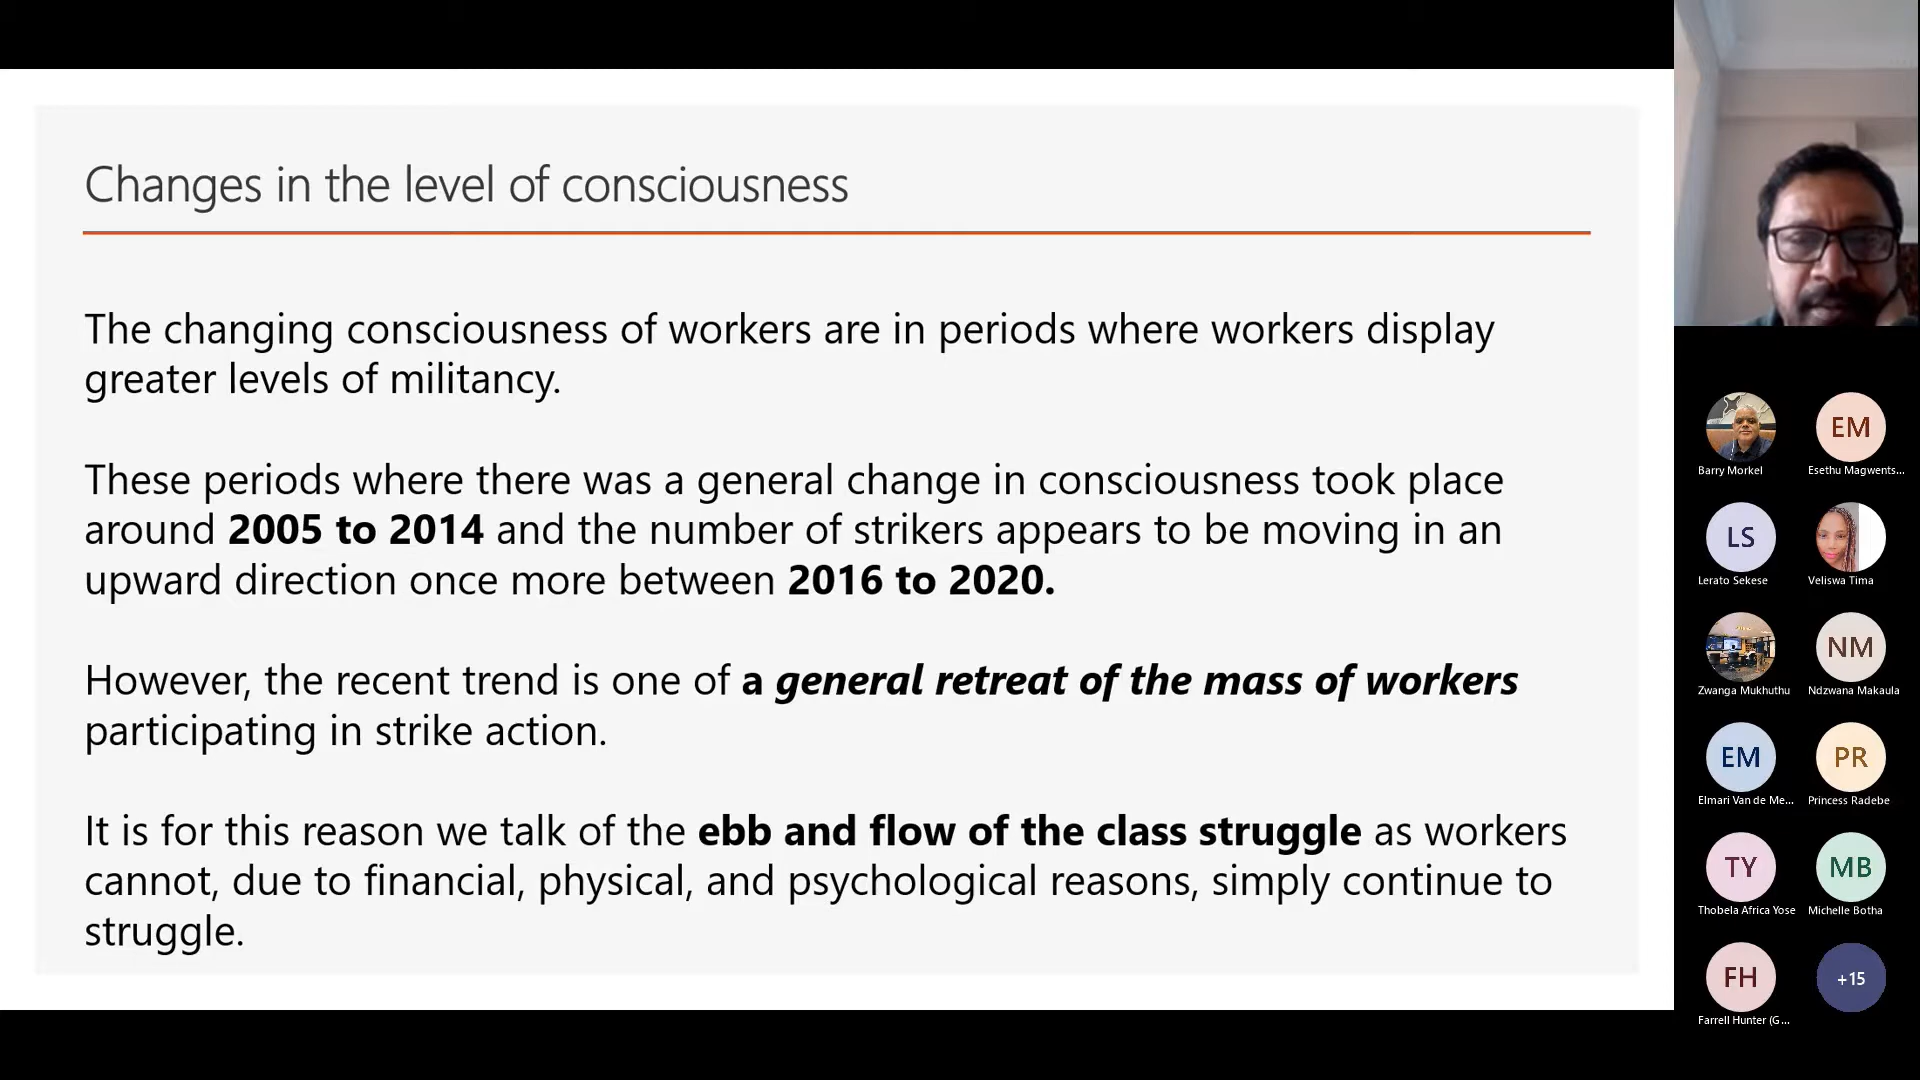 Changes in the level of consciousness
The changing consciousness of workers are in periods where workers display
greater levels of militancy.
These periods where there was a general change in consciousness took place
around 2005 to 2014 and the number of strikers appears to be moving in an
upward direction once more between 2016 to 2020.
However, the recent trend is one of a general retreat of the mass of workers
participating in strike action.
It is for this reason we talk of the ebb and flow of the class struggle as workers
cannot, due to financial, physical, and psychological reasons, simply continue to
struggle.
Barry Morkel
EM
Esethu Magwents...
LS
Lerato Sekese
Veliswa Tima
Zwanga Mukhuthu
NM
Ndzwana Makaula
EM
Elmari Van de Me...
PR
Princess Radebe
TY
Thobela Africa Yose
MB
Michelle Botha
FH
Farrell Hunter (G...
+15